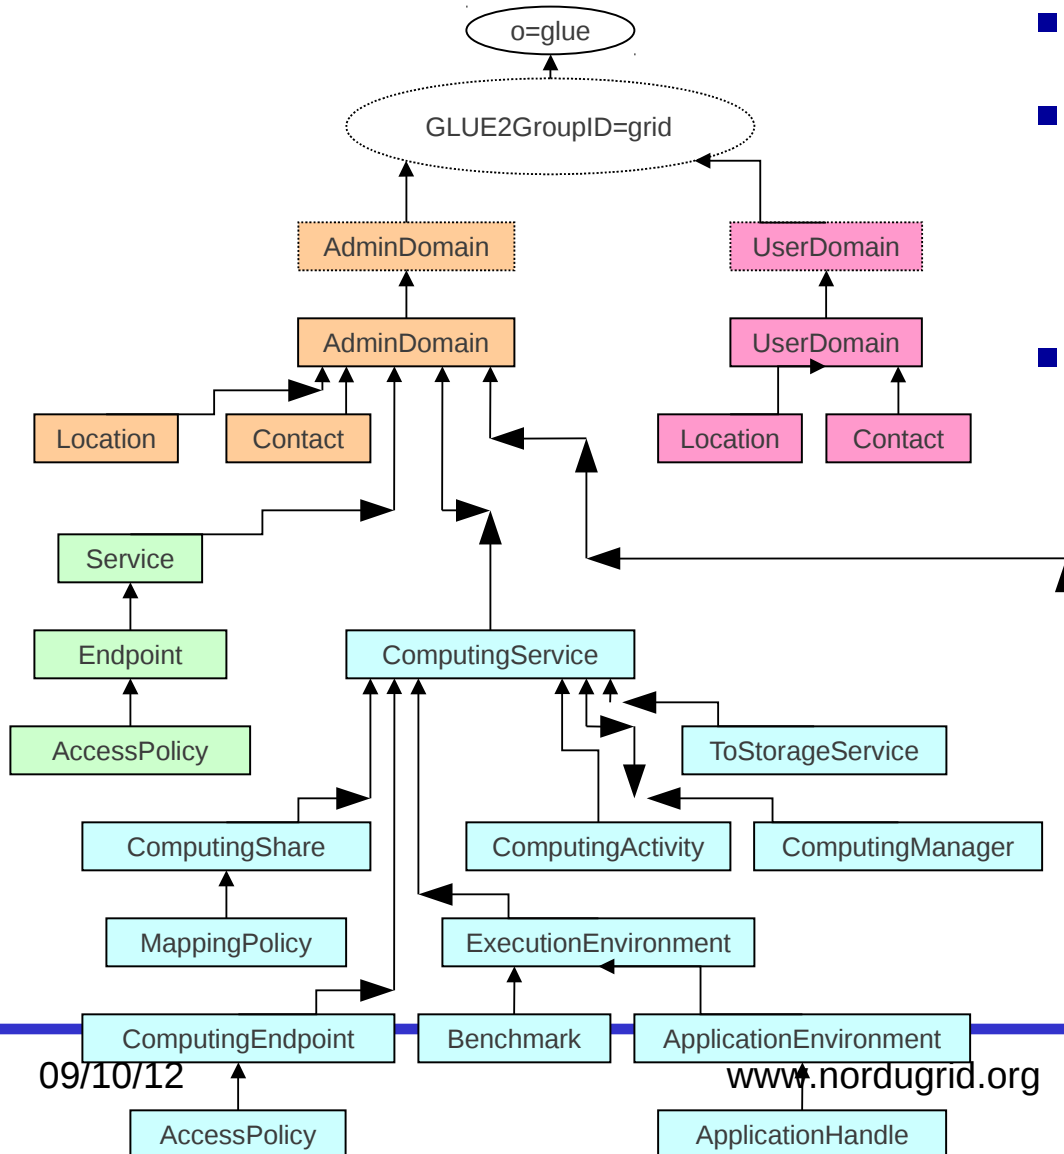 o=glue
GLUE2GroupID=grid
AdminDomain
UserDomain
AdminDomain
UserDomain
Location
Contact
Location
Contact
Service
Endpoint
ComputingService
AccessPolicy
ToStorageService
ComputingShare
ComputingActivity
ComputingManager
MappingPolicy
ExecutionEnvironment
ComputingEndpoint
Benchmark
ApplicationEnvironment
09/10/12
www.nordugrid.org
AccessPolicy
ApplicationHandle